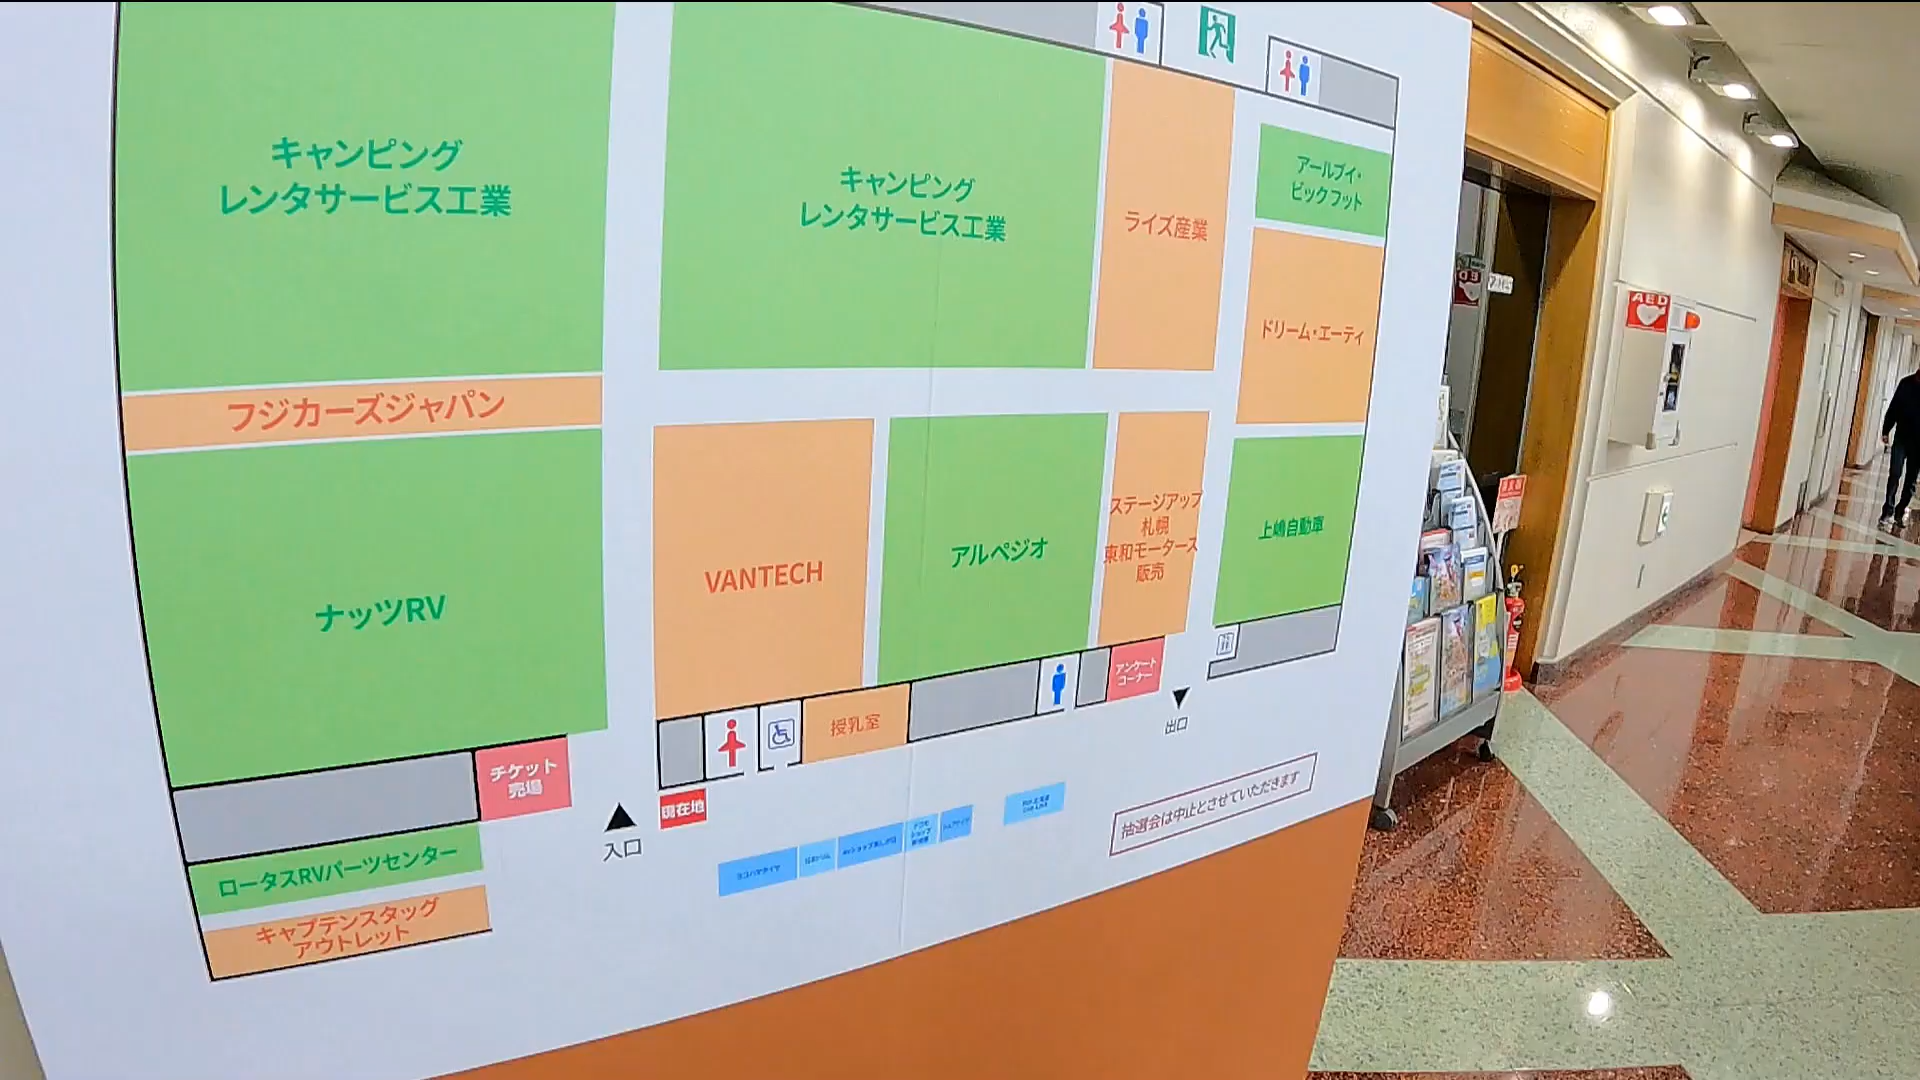 キャンピング
レンタサービス工業
キャンピング
レンタサービス工業
ライズ産業
アールブイ・
ビックフット
ドリーム・エーティ
フジカーズジャパン
ナッツRV
VANTECH
アルペジオ
ステージアップ
札幌
東和モータース
販売
上嶋自動車
チケット
売場
授乳室
アンケート
コーナー
現在地
入口
出口
ロータスRVパーツセンター
キャプテンスタッグ
アウトレット
ヨコハマタイヤ
抽選会は中止とさせていただきます
AED